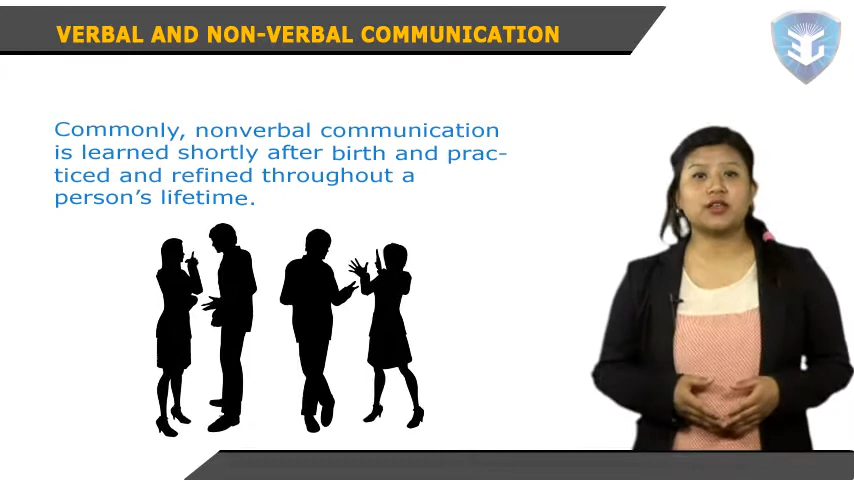 VERBAL AND NON-VERBAL COMMUNICATION
Commonly, nonverbal communication
is learned shortly after birth and prac-
ticed and refined throughout a
person's lifetime.